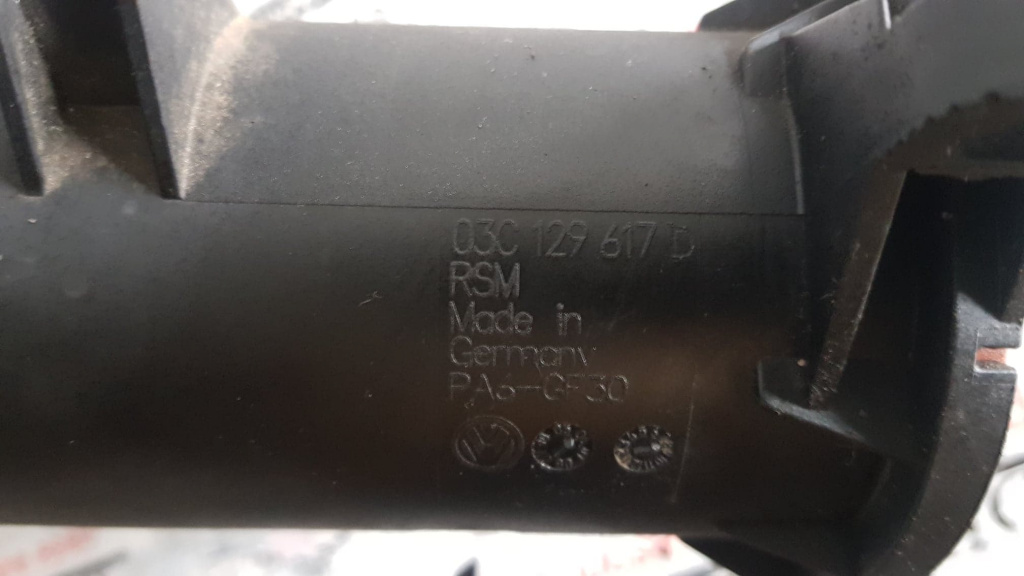 03C 129 617 D
RSM
Made in
Germany
PA6-GF30